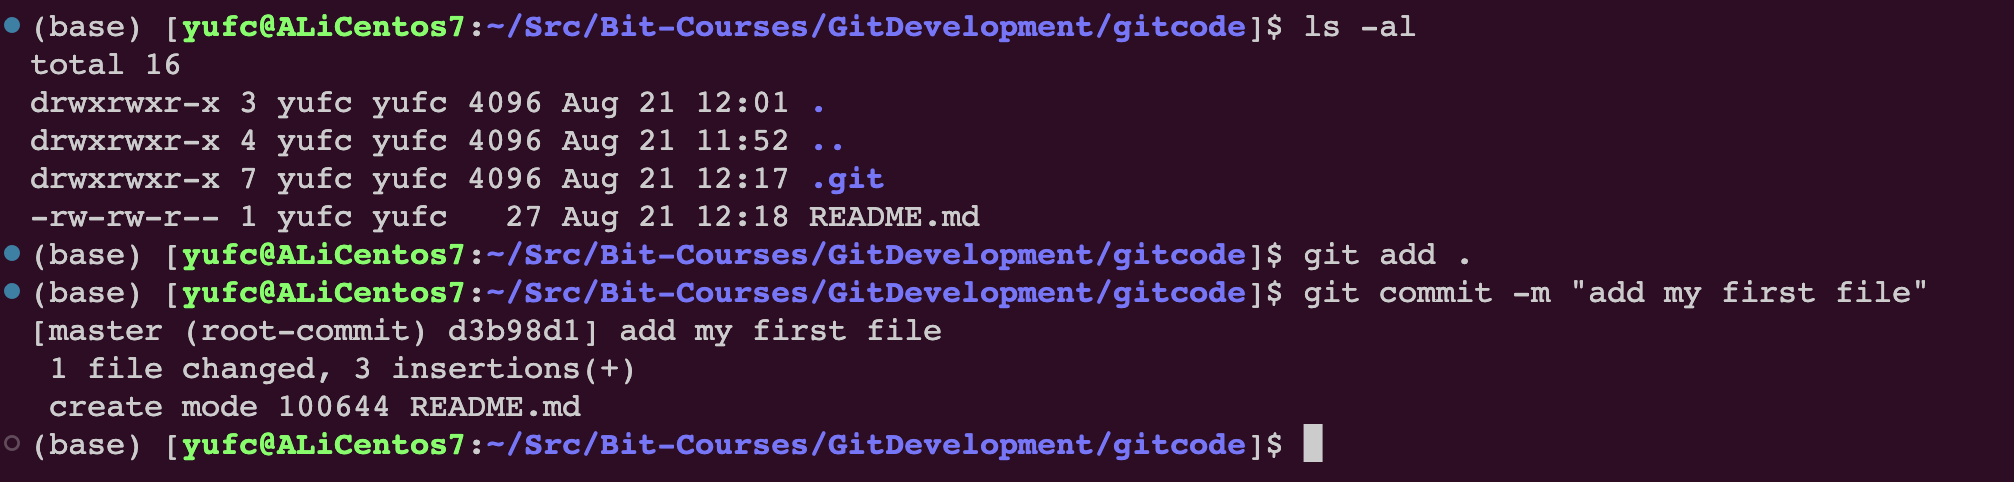 (base) [yufc@ALiCentos7:~/Src/Bit-Courses/GitDevelopment/gitcode]$ ls -al
total 16
drwxrwxr-x 3 yufc yufc 4096 Aug 21 12:01 .
drwxrwxr-x 4 yufc yufc 4096 Aug 21 11:52 ..
drwxrwxr-x 7 yufc yufc 4096 Aug 21 12:17 .git
-rw-rw-r-- 1 yufc yufc   27 Aug 21 12:18 README.md
(base) [yufc@ALiCentos7:~/Src/Bit-Courses/GitDevelopment/gitcode]$ git add .
(base) [yufc@ALiCentos7:~/Src/Bit-Courses/GitDevelopment/gitcode]$ git commit -m "add my first file"
[master (root-commit) d3b98d1] add my first file
 1 file changed, 3 insertions(+)
 create mode 100644 README.md
(base) [yufc@ALiCentos7:~/Src/Bit-Courses/GitDevelopment/gitcode]$